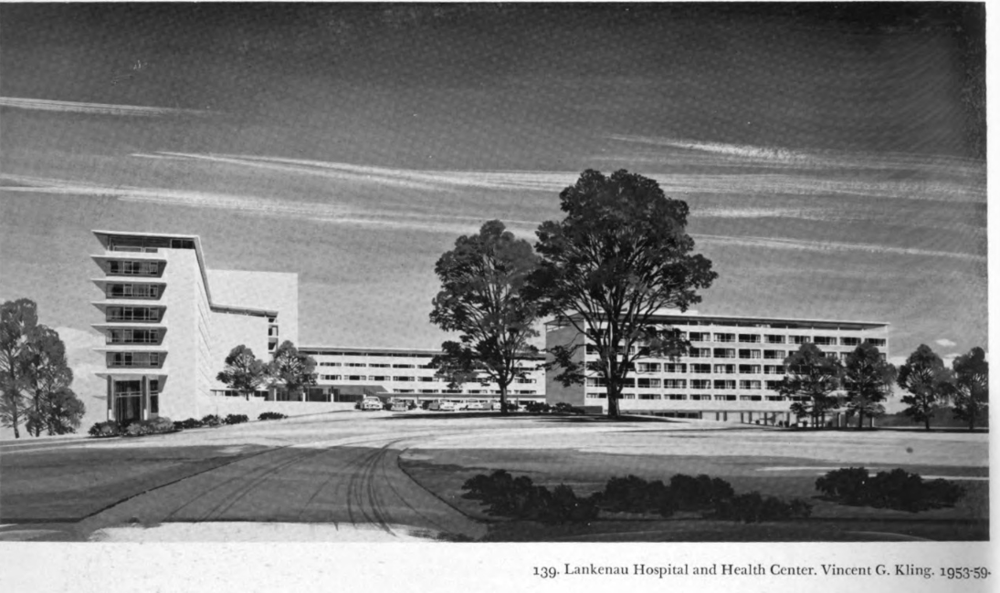 139. Lankenau Hospital and Health Center. Vincent G. Kling. 1953-59.